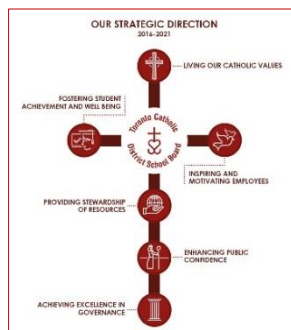 OUR STRATEGIC DIRECTION
2016-2021
LIVING OUR CATHOLIC VALUES
FOSTERING STUDENT
ACHIEVEMENT AND WELL BEING
Toronto Catholic
District School Board
INSPIRING AND
MOTIVATING EMPLOYEES
PROVIDING STEWARDSHIP
OF RESOURCES
ENHANCING PUBLIC
CONFIDENCE
ACHIEVING EXCELLENCE IN
GOVERNANCE